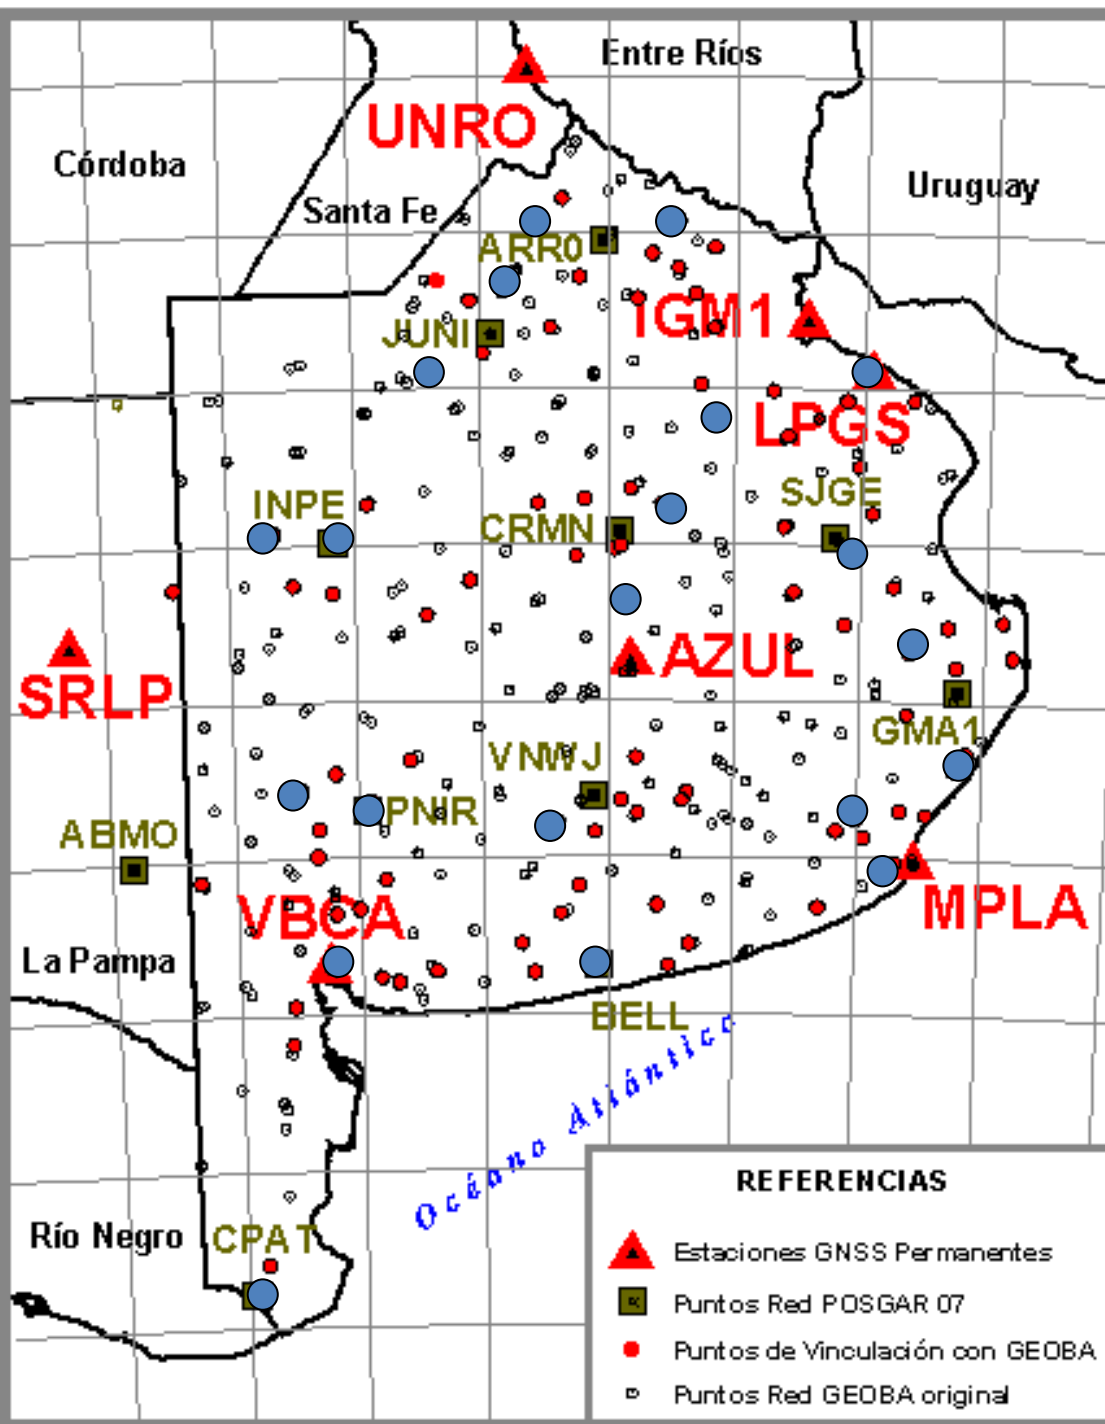 Entre Ríos
UNRO
Córdoba
Uruguay
Santa Fe
ARR0
IGM1
JUNI
LPGS
SJGE
INPE
CRMN
AZUL
SRLP
GMA1
VNWJ
PNIR
ABMO
VBCA
MPLA
La Pampa
BELL
Océano Atlántico
REFERENCIAS
Río Negro
CPAT
Estaciones GNSS Permanentes
Puntos Red POSGAR 07
Puntos de Vinculación con GEOBA
Puntos Red GEOBA original